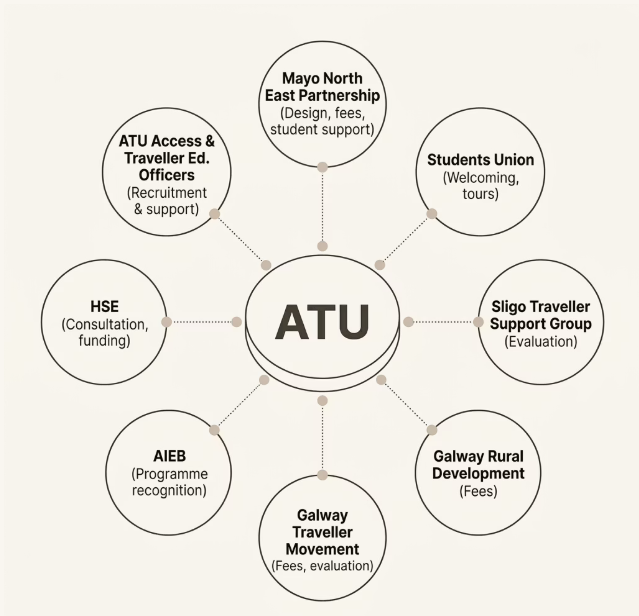 Mayo North
East Partnership
(Design, fees,
student support)
ATU Access &
Traveller Ed.
Officers
(Recruitment
& support)
Students Union
(Welcoming,
tours)
HSE
(Consultation,
funding)
ATU
Sligo Traveller
Support Group
(Evaluation)
AIEB
(Programme
recognition)
Galway Rural
Development
(Fees)
Galway
Traveller
Movement
(Fees, evaluation)